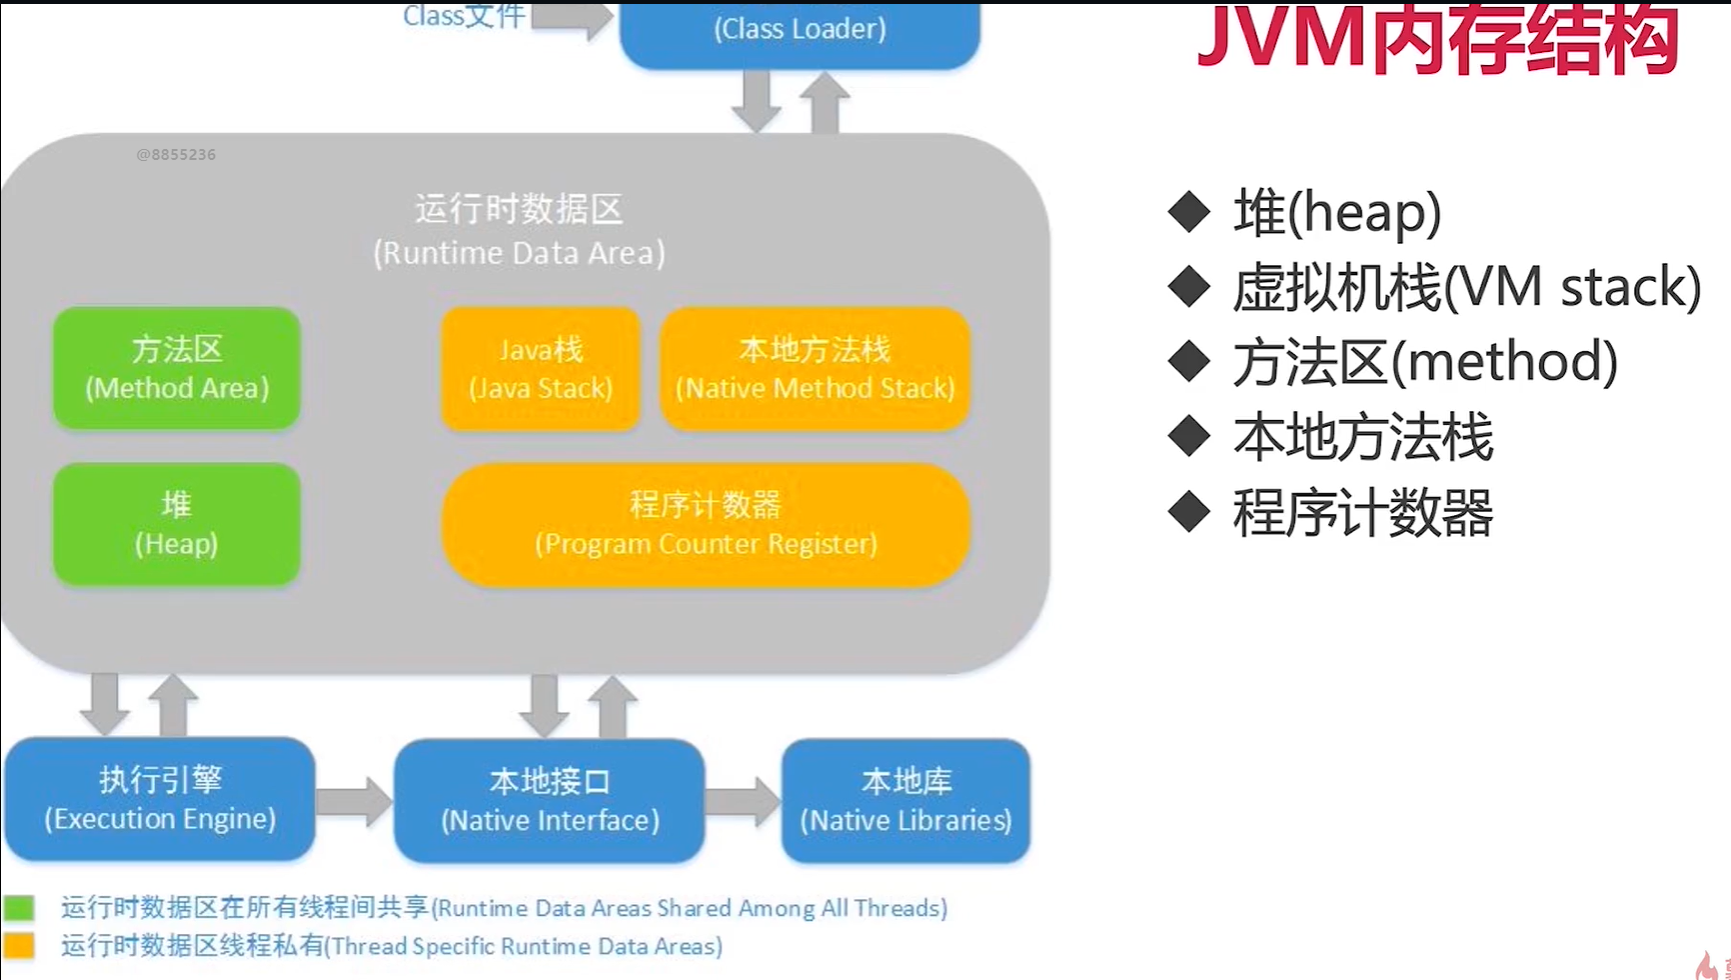 Class文件
(Class Loader)
JVM内存结构
@8855236
运行时数据区
(Runtime Data Area)
方法区
(Method Area)
Java栈
(Java Stack)
本地方法栈
(Native Method Stack)
堆
(Heap)
程序计数器
(Program Counter Register)
执行引擎
(Execution Engine)
本地接口
(Native Interface)
本地库
(Native Libraries)
运行时数据区在所有线程间共享(Runtime Data Areas Shared Among All Threads)
运行时数据区线程私有(Thread Specific Runtime Data Areas)
◆ 堆(heap)
◆ 虚拟机栈(VM stack)
◆ 方法区(method)
◆ 本地方法栈
◆ 程序计数器